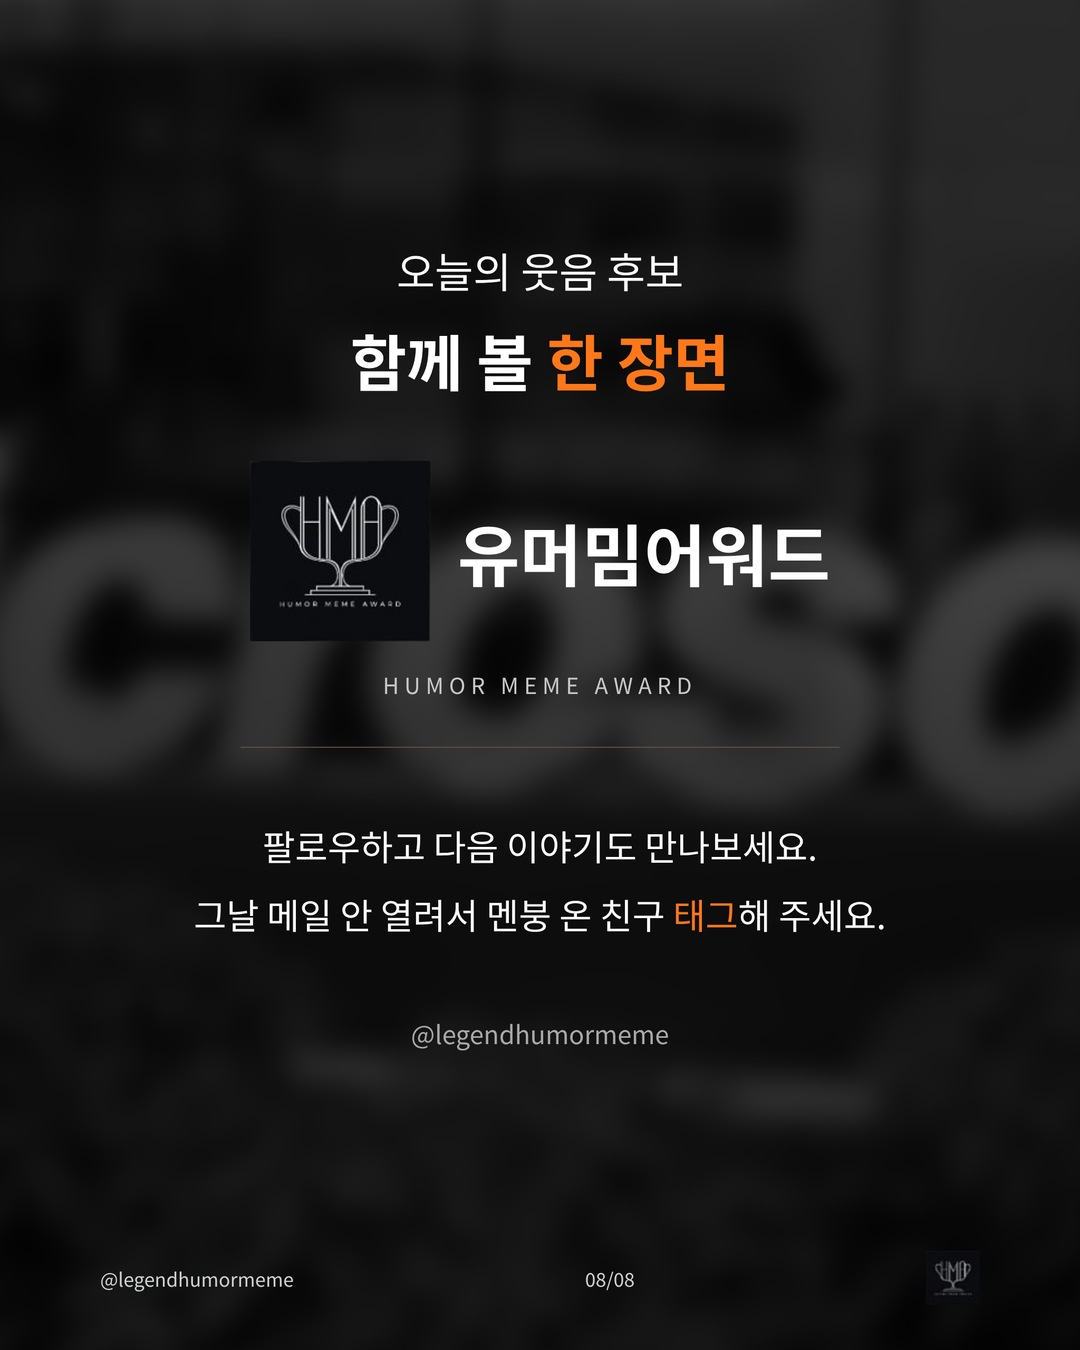 오늘의 웃음 후보
함께 볼 한 장면
HMA
HUMOR MEME AWARD
유머밈어워드
HUMOR MEME AWARD
팔로우하고 다음 이야기도 만나보세요.
그날 메일 안 열려서 멘붕 온 친구 태그해 주세요.
@legendhumormeme
croso
@legendhumormeme
08/08
HMA